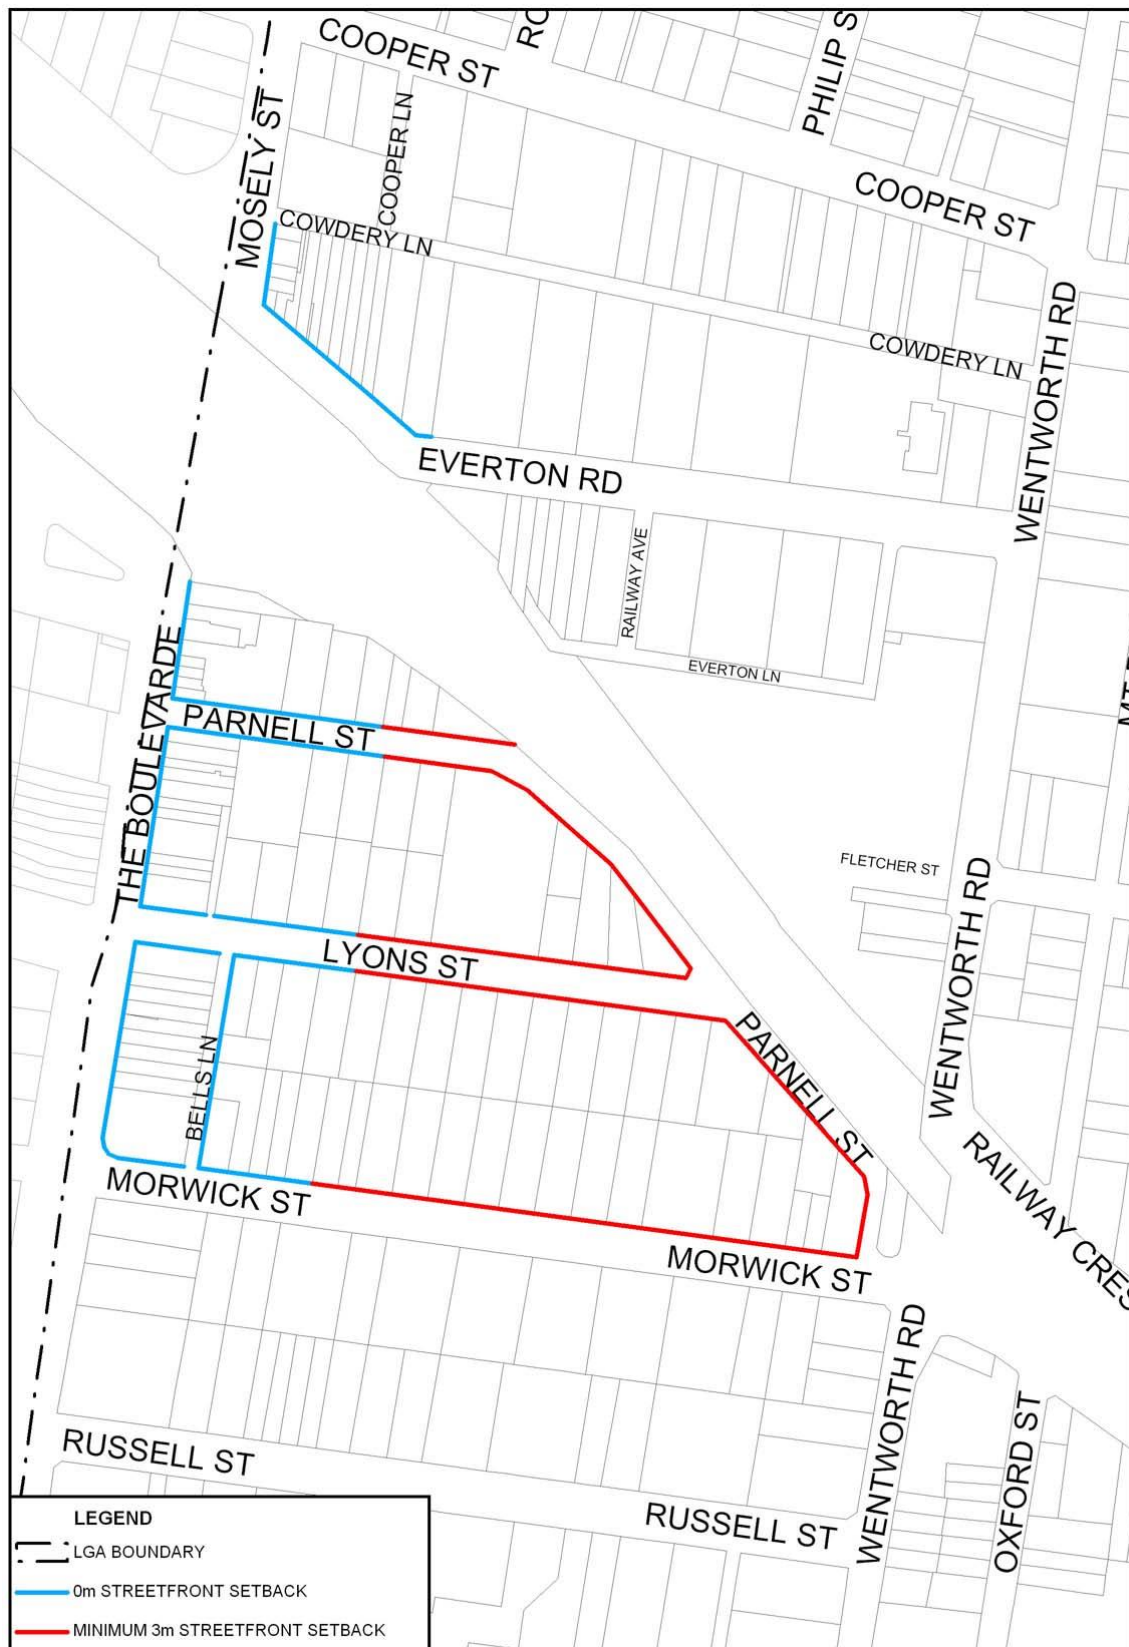 COOPER ST
PHILIP S
MOSELY ST
COOPER LN
COWDERY LN
COOPER ST
WENTWORTH RD
COWDERY LN
EVERTON RD
RAILWAY AVE
EVERTON LN
THE BOULEVARDE
PARNELL ST
FLETCHER ST
WENTWORTH RD
LYONS ST
PARNELL ST
BELLS LN
RAILWAY CRES
MORWICK ST
MORWICK ST
WENTWORTH RD
OXFORD ST
RUSSELL ST
RUSSELL ST
LEGEND
LGA BOUNDARY
0m STREETFRONT SETBACK
MINIMUM 3m STREETFRONT SETBACK